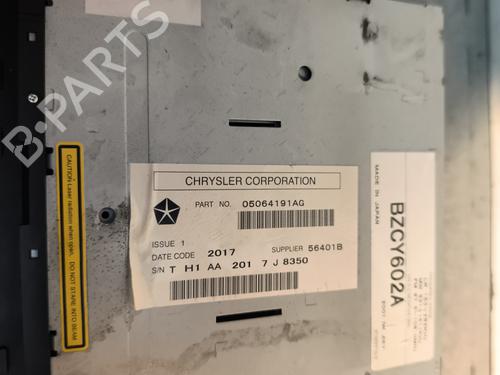 CAUTION-Laser
radiation when open.
DO NOT STARE INTO
BEAM
CHRYSLER CORPORATION
PART NO. 05064191AG
ISSUE 1
DATE CODE 2017 SUPPLIER 56401B
S/N T H1 AA 201 7 J 8350
MADE IN JAPAN
BZCY602A
B-PARTS